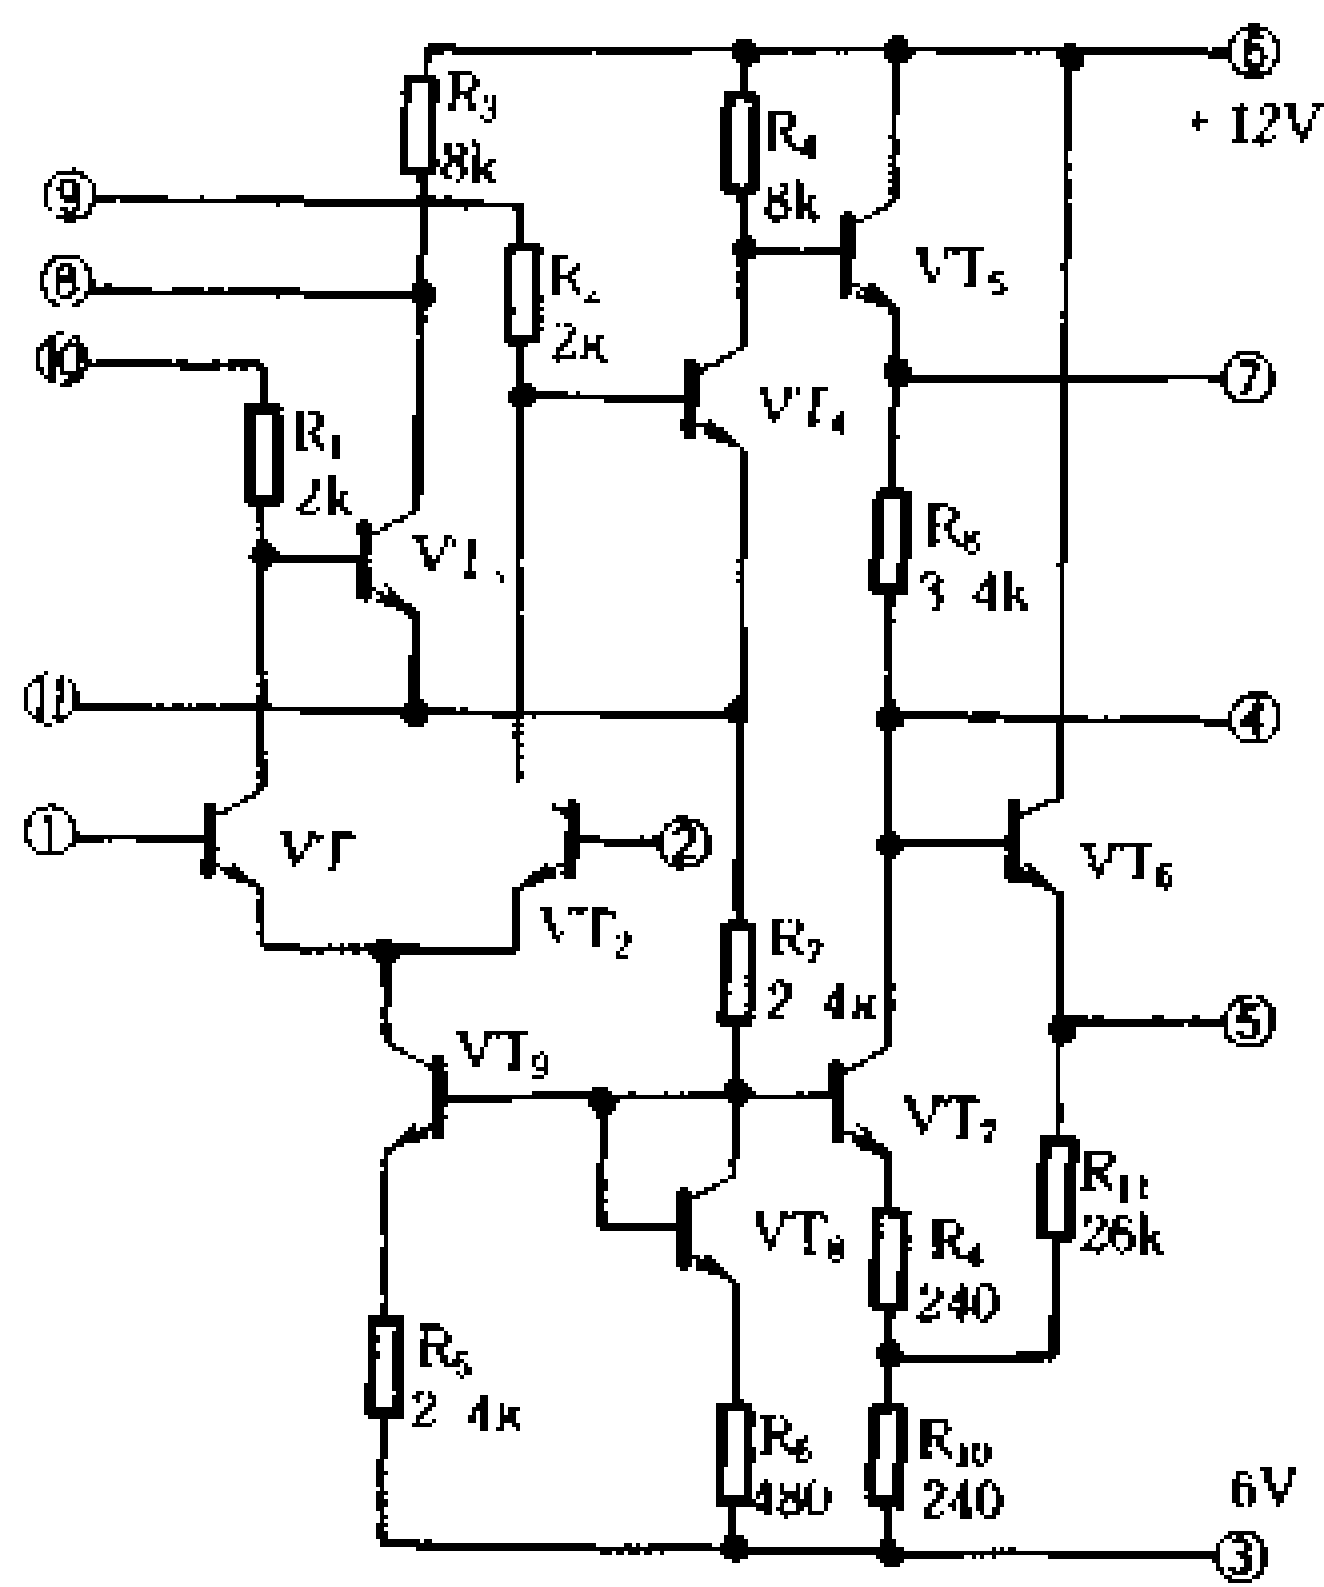 ⑥
+ 12V
R3
8k
R4
8k
⑨
⑧
R2
2k
VT5
⑩
⑦
R1
2k
VT4
R8
3 4k
⑪
④
①
VT
②
VT2
VT6
R7
2 4k
⑤
VT9
VT7
R11
26k
VT8
R4
240
R5
2 4k
R6
480
R10
240
6V
③